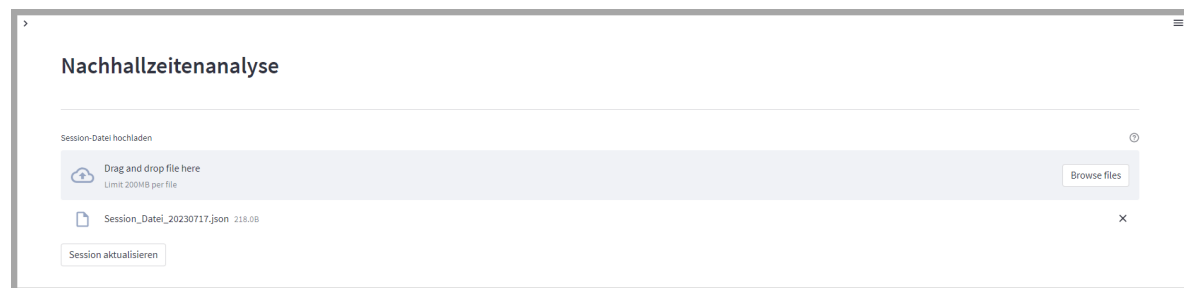 Nachhallzeitenanalyse
Session-Datei hochladen
Drag and drop file here
Limit 200MB per file
Browse files
Session_Datei_20230717.json 218.0B
Session aktualisieren